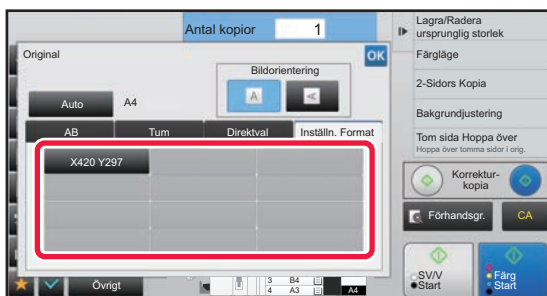 Antal kopior 1
Lagra/Radera
ursprunglig storlek
Original
OK
Färgläge
Bildorientering
2-Sidors Kopia
A A
Auto A4
Bakgrundjustering
AB Tum Direktval Inställn. Format
Tom sida Hoppa över
Hoppa över tomma sidor i orig.
X420 Y297
Korrektur-
kopia
Förhandsgr. CA
Övrigt
3 B4
4 A3 A4
SV/V
Start
Färg
Start